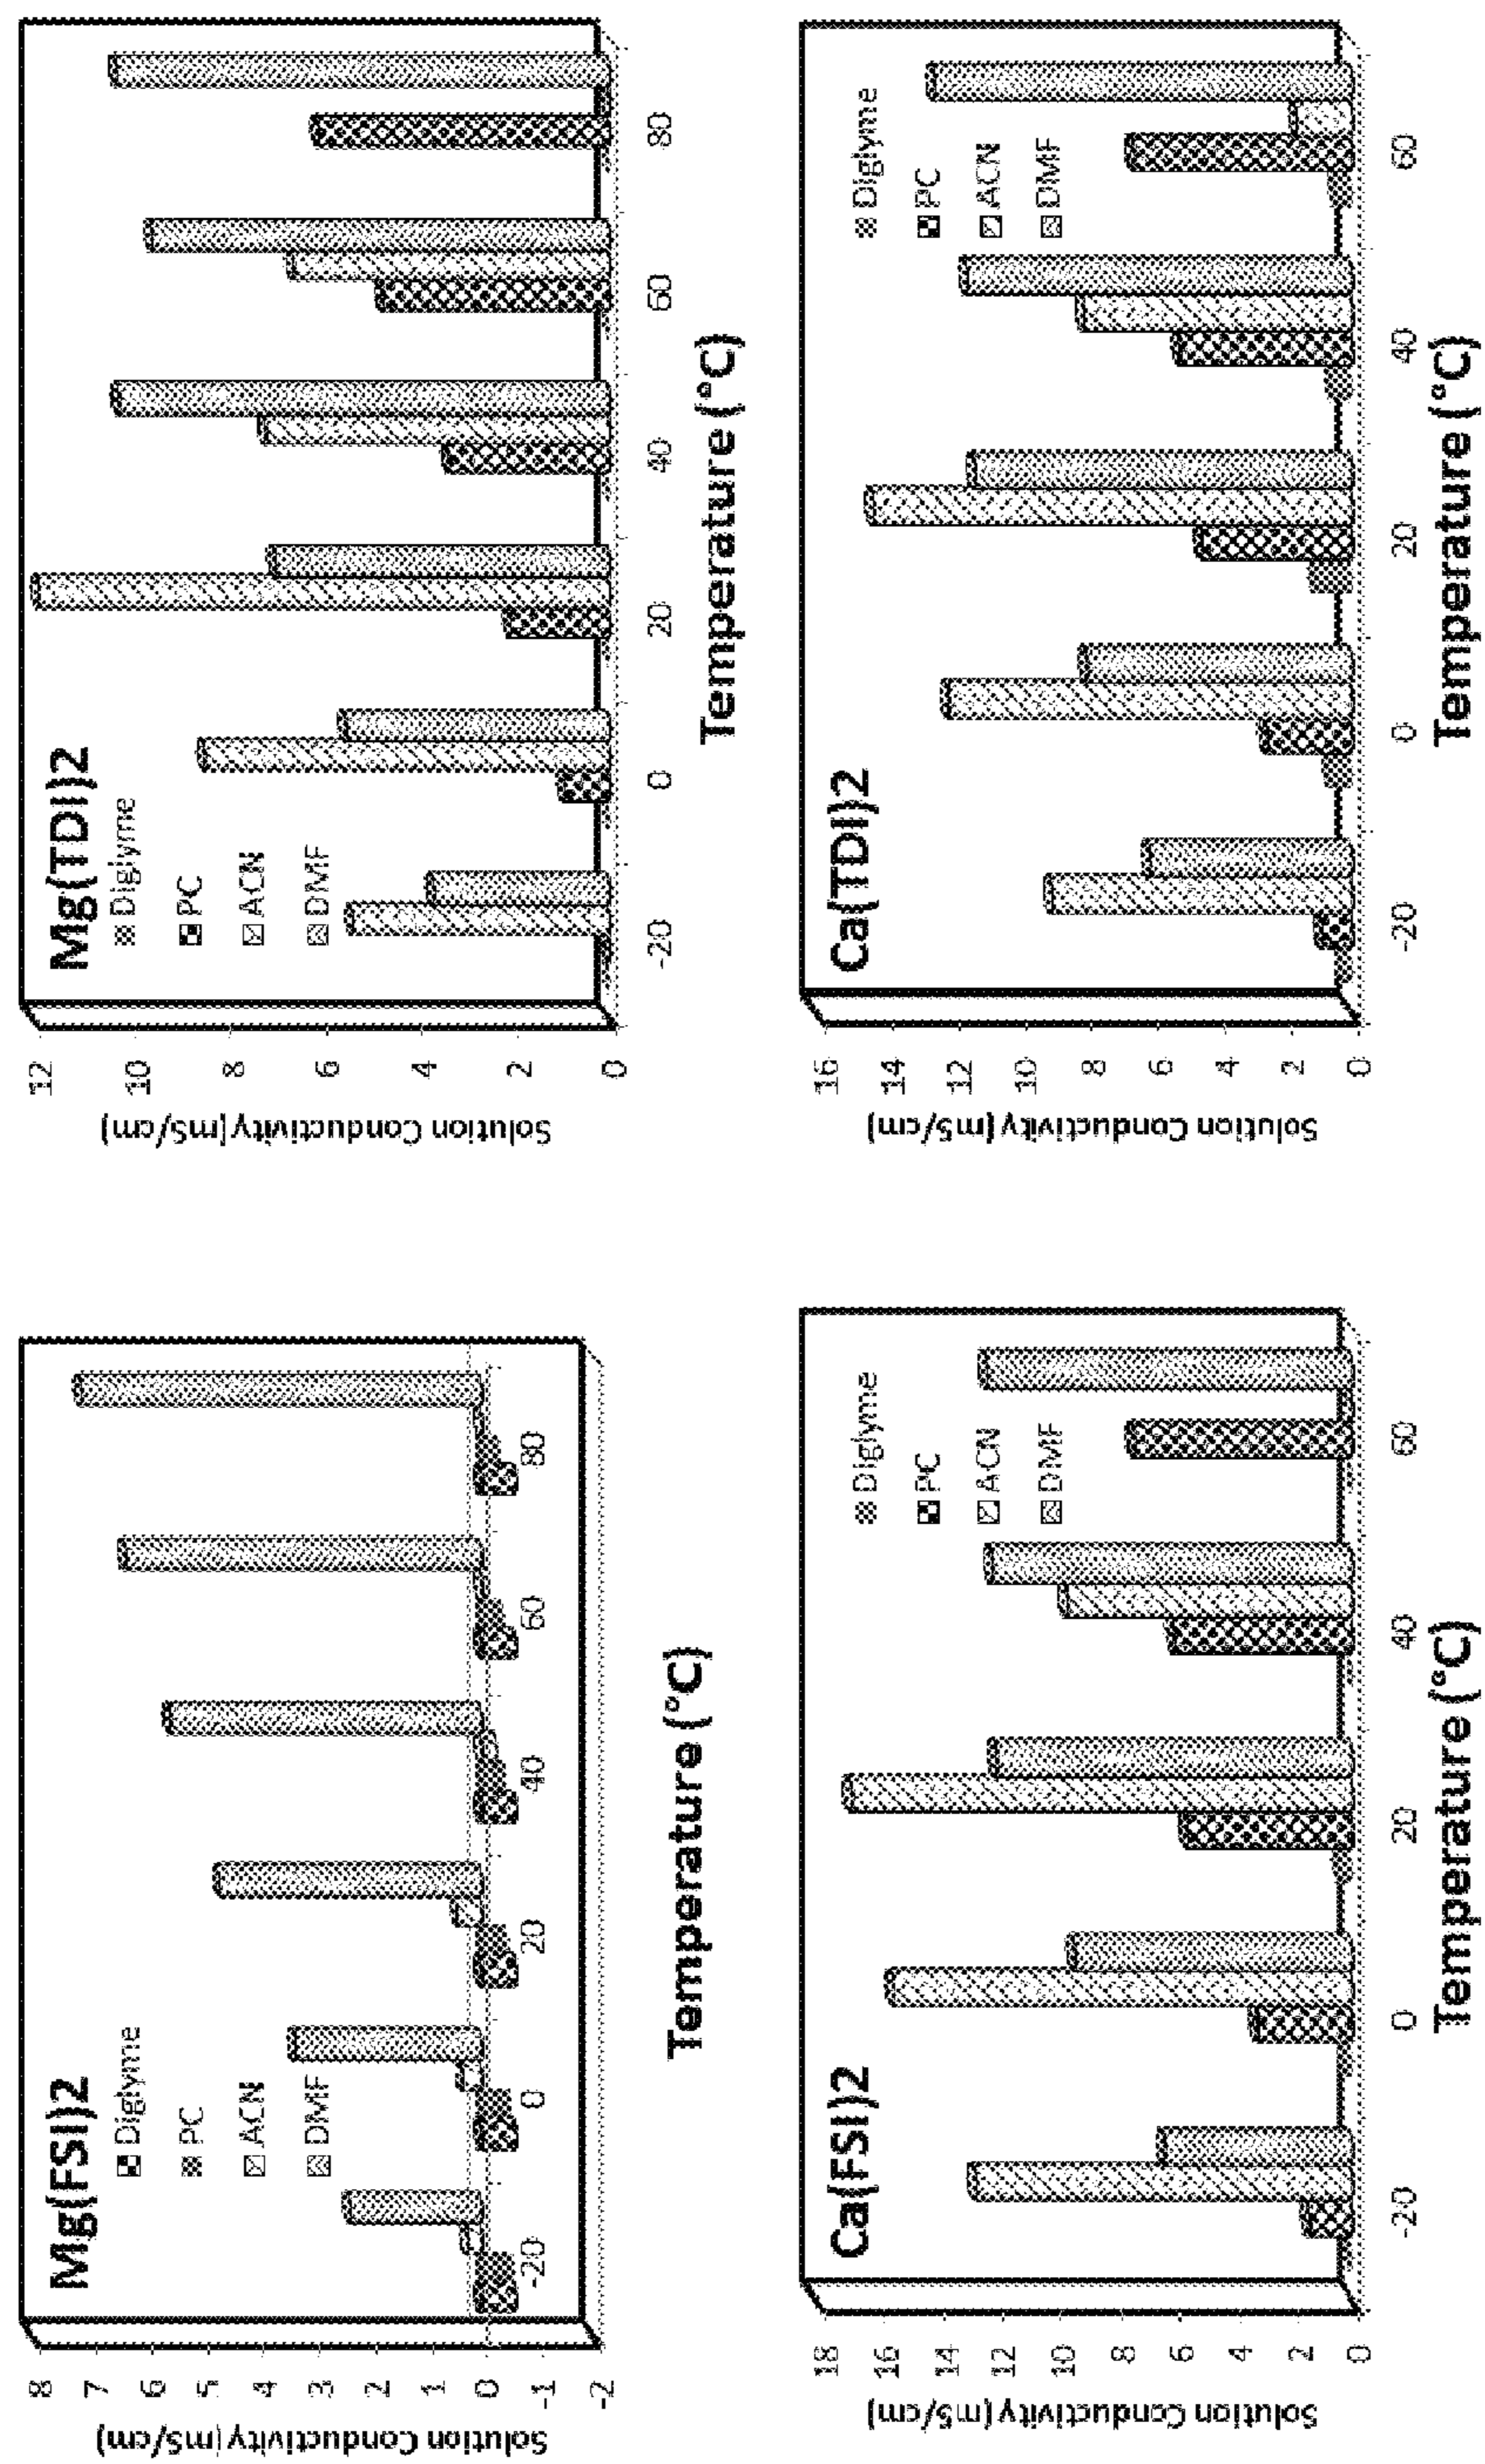 Mg(FSI)2
Diglyme
PC
ACN
DMF
Solution Conductivity (mS/cm)
8
7
6
5
4
3
2
1
0
-1
-2
-20
0
20
40
60
80
Temperature (°C)
Mg(TDI)2
Diglyme
PC
ACN
DMF
Solution Conductivity (mS/cm)
12
10
8
6
4
2
0
-20
0
20
40
60
80
Temperature (°C)
Ca(FSI)2
Diglyme
PC
ACN
DMF
Solution Conductivity (mS/cm)
18
16
14
12
10
8
6
4
2
0
-20
0
20
40
60
Temperature (°C)
Ca(TDI)2
Diglyme
PC
ACN
DMF
Solution Conductivity (mS/cm)
16
14
12
10
8
6
4
2
0
-20
0
20
40
60
Temperature (°C)